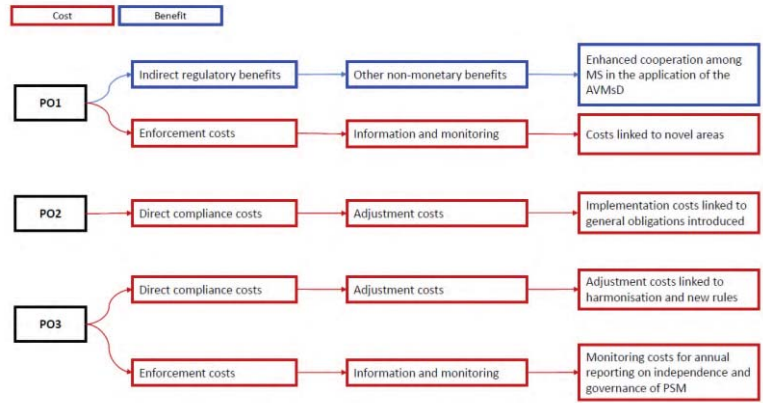 Cost
Benefit
PO1
Indirect regulatory benefits
Other non-monetary benefits
Enhanced cooperation among
MS in the application of the
AVMsD
Enforcement costs
Information and monitoring
Costs linked to novel areas
PO2
Direct compliance costs
Adjustment costs
Implementation costs linked to
general obligations introduced
PO3
Direct compliance costs
Adjustment costs
Adjustment costs linked to
harmonisation and new rules
Enforcement costs
Information and monitoring
Monitoring costs for annual
reporting on independence and
governance of PSM